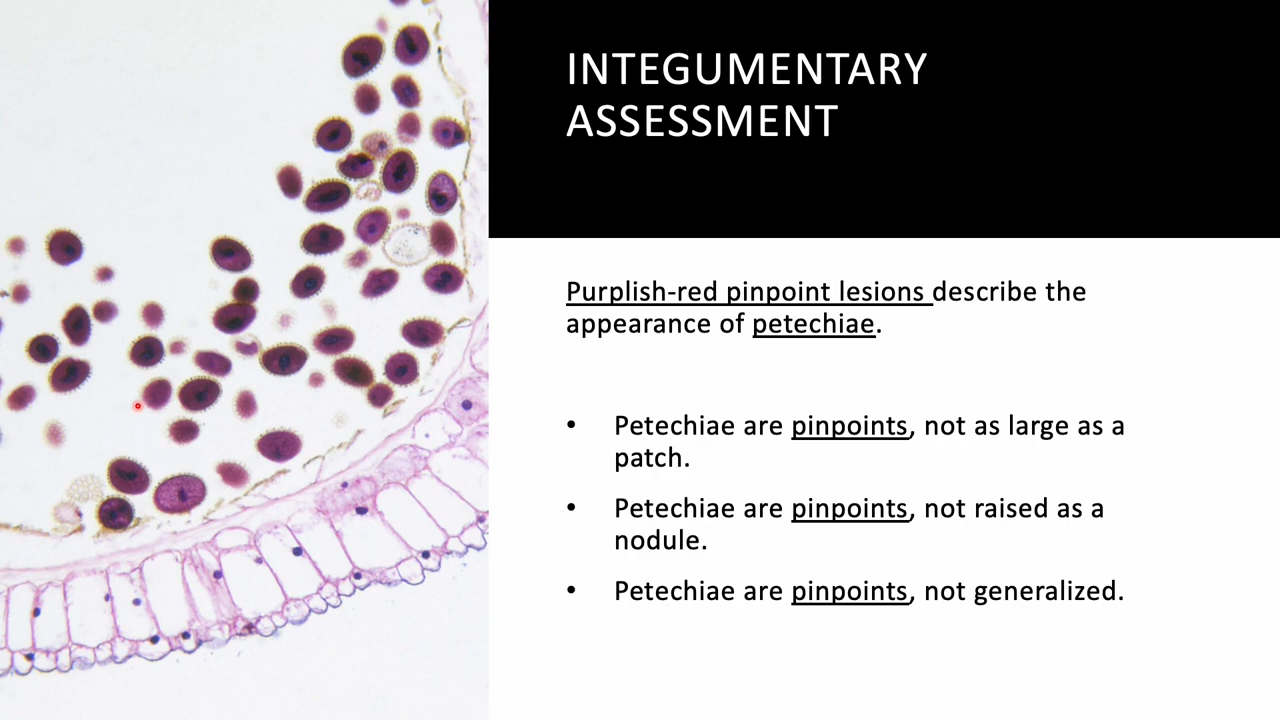 INTEGUMENTARY
ASSESSMENT
Purplish-red pinpoint lesions describe the
appearance of petechiae.
• Petechiae are pinpoints, not as large as a
patch.
• Petechiae are pinpoints, not raised as a
nodule.
• Petechiae are pinpoints, not generalized.